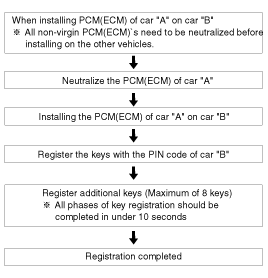 When installing PCM(ECM) of car "A" on car "B"
※ All non-virgin PCM(ECM)`s need to be neutralized before
installing on the other vehicles.
Neutralize the PCM(ECM) of car "A"
Installing the PCM(ECM) of car "A" on car "B"
Register the keys with the PIN code of car "B"
Register additional keys (Maximum of 8 keys)
※ All phases of key registration should be
completed in under 10 seconds
Registration completed